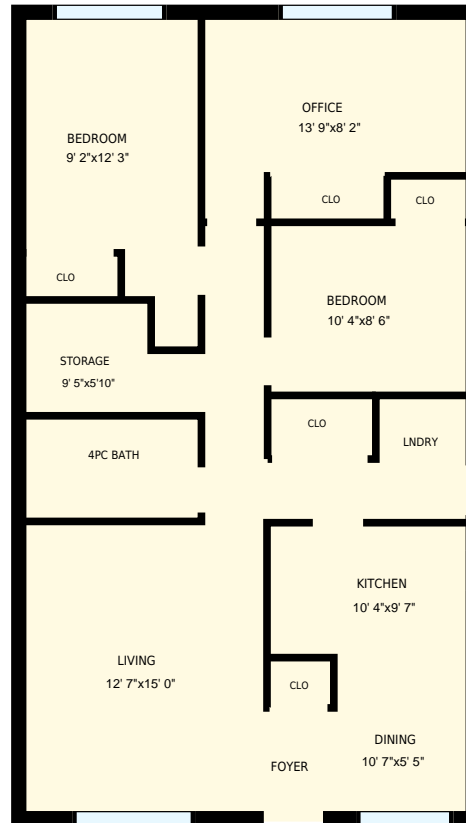 OFFICE
13' 9"x8' 2"
BEDROOM
9' 2"x12' 3"
CLO
CLO
CLO
BEDROOM
10' 4"x8' 6"
STORAGE
9' 5"x5'10"
CLO
LNDRY
4PC BATH
KITCHEN
10' 4"x9' 7"
LIVING
12' 7"x15' 0"
CLO
DINING
10' 7"x5' 5"
FOYER